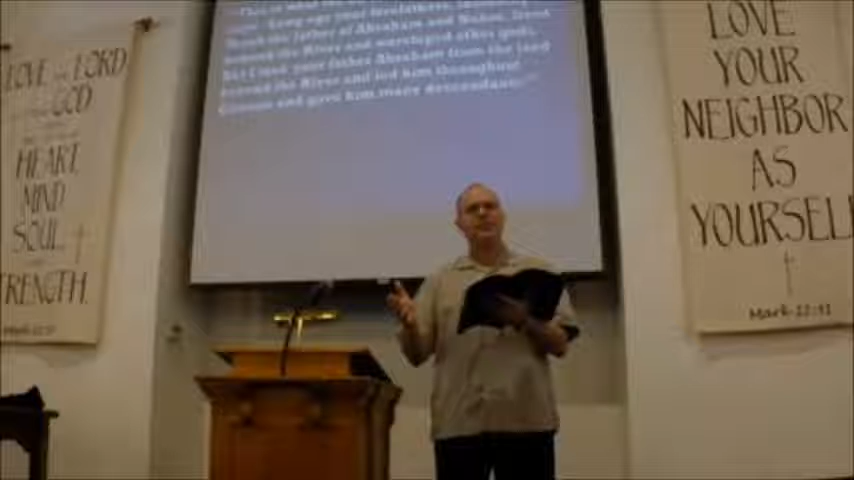 LOVE THE LORD
GOD
HEART,
MIND,
SOUL,
STRENGTH.
long ago your forefathers, including
Terah the father of Abraham and Nahor, lived
beyond the River and worshiped other gods.
But I took your father Abraham from the land
beyond the River and led him throughout
Canaan and gave him many descendants.
LOVE
YOUR
NEIGHBOR
AS
YOURSELF
Mark 12:31